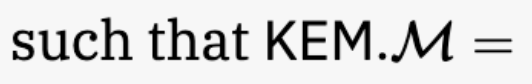 such that KEM.ℳ =